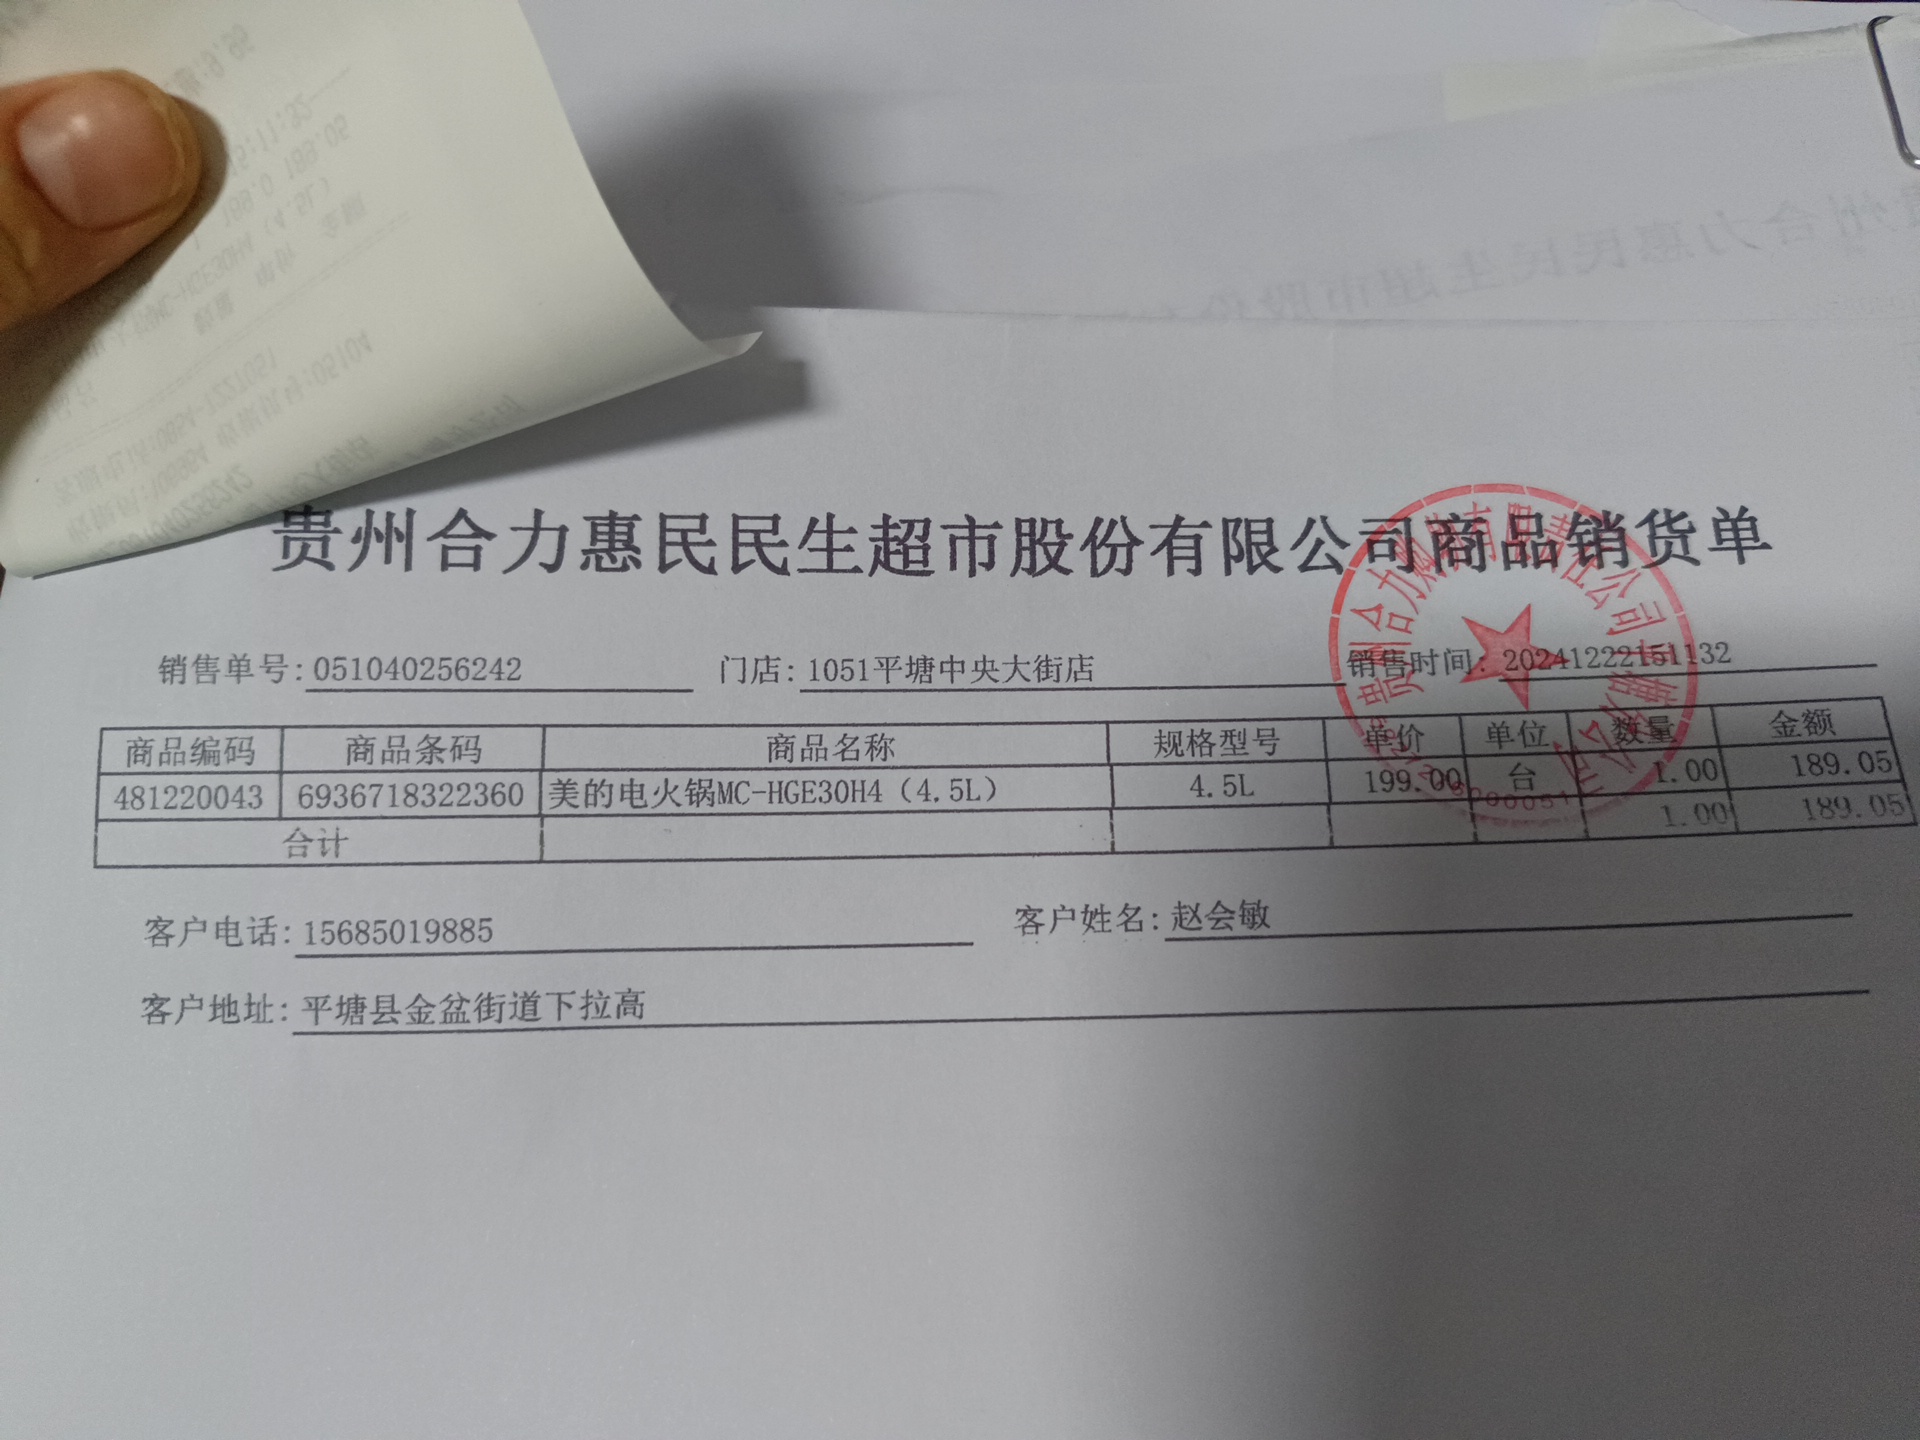 贵州合力惠民民生超市股份有限公司商品销货单
销售单号: 051040256242 门店: 1051平塘中央大街店 销售时间: 20241222151132
商品编码 商品条码 商品名称 规格型号 单价 单位 数量 金额
481220043 6936718322360 美的电火锅MC-HGE30H4（4.5L） 4.5L 199.00 台 1.00 189.05
合计 1.00 189.05
客户电话: 15685019885 客户姓名: 赵会敏
客户地址: 平塘县金盆街道下拉高